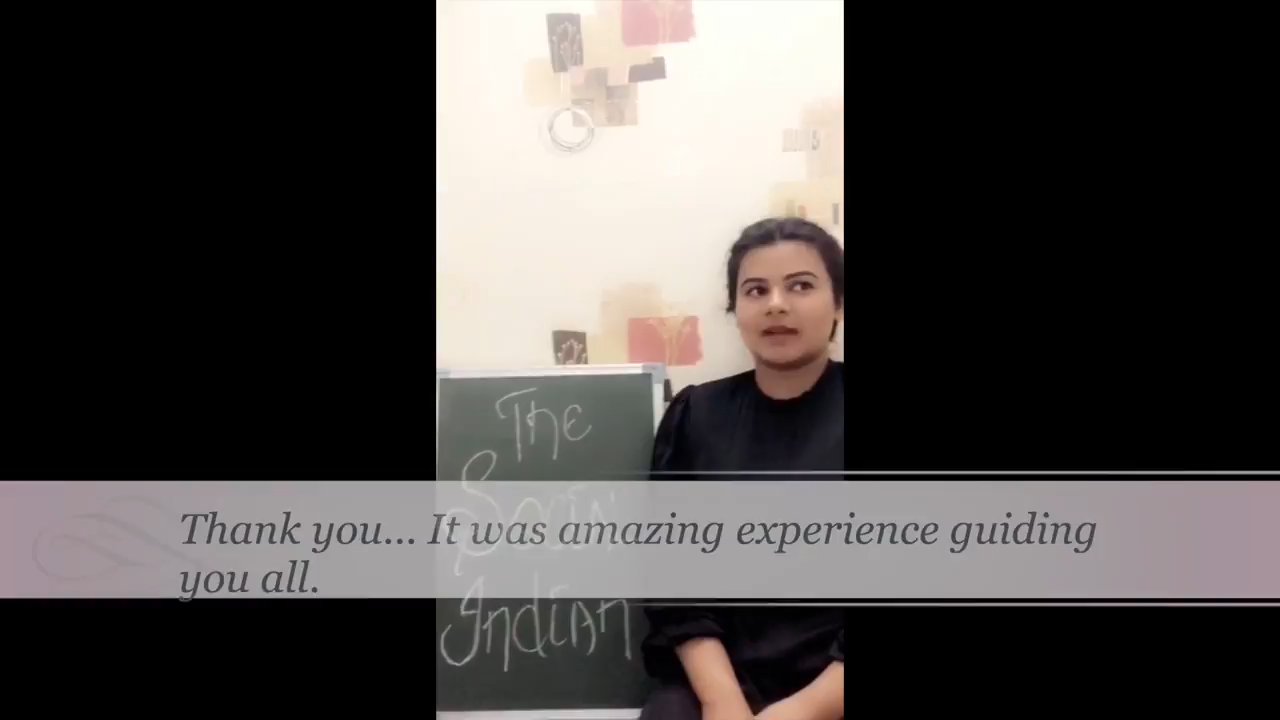 The
Thank you... It was amazing experience guiding
you all.
Indian